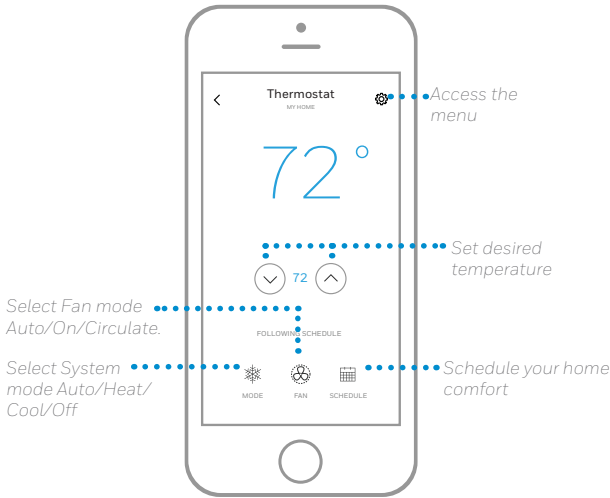 Thermostat
MY HOME
Access the
menu
72°
Set desired
temperature
72
Select Fan mode
Auto/On/Circulate.
FOLLOWING SCHEDULE
Select System
mode Auto/Heat/
Cool/Off
Schedule your home
comfort
MODE
FAN
SCHEDULE